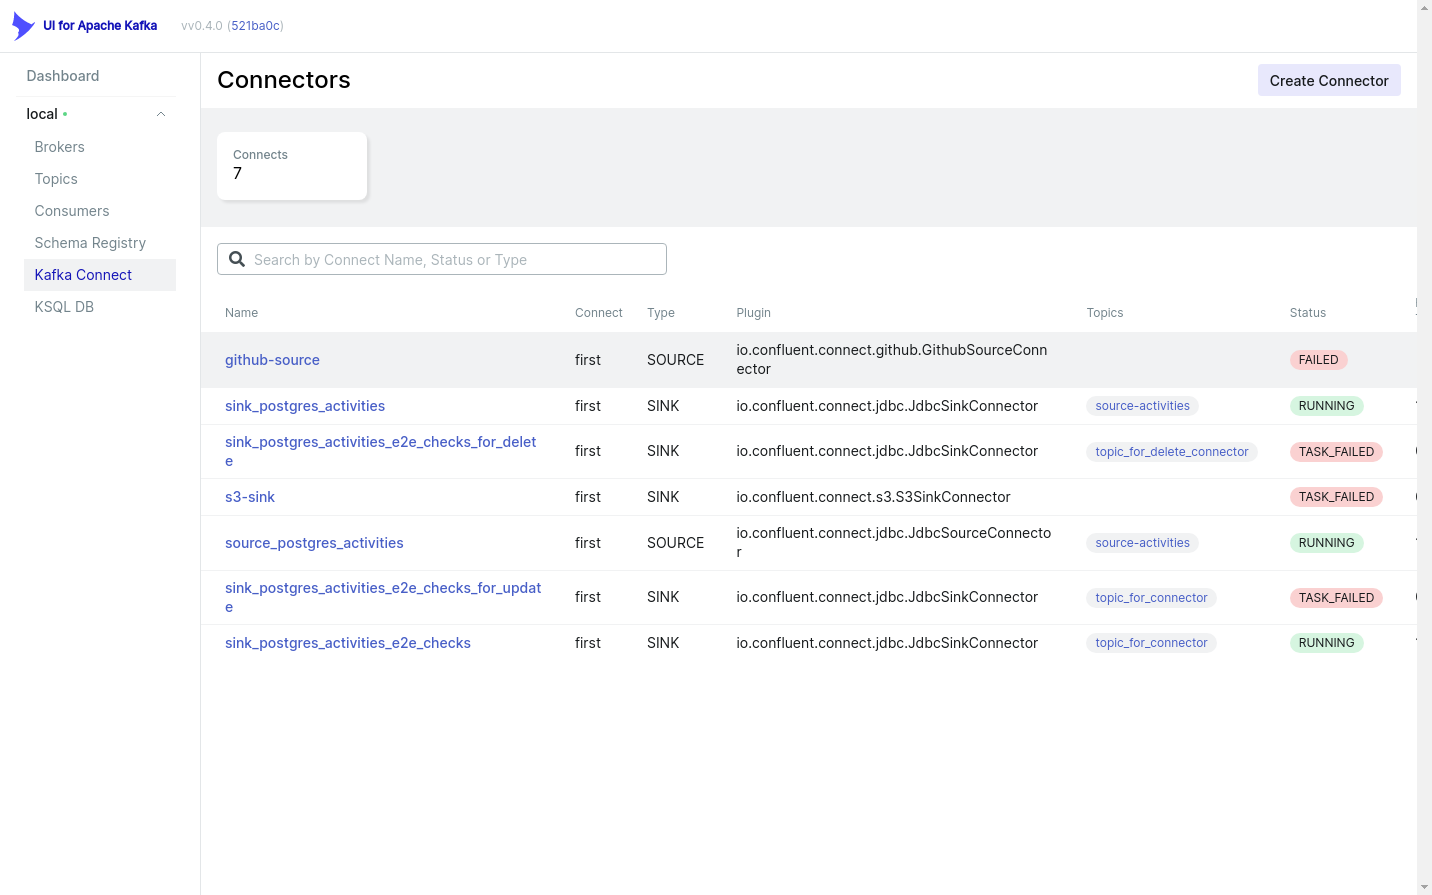 UI for Apache Kafka
vv0.4.0 (521ba0c)
Dashboard
local
Brokers
Topics
Consumers
Schema Registry
Kafka Connect
KSQL DB
Connectors
Create Connector
Connects
7
Search by Connect Name, Status or Type
Name Connect Type Plugin Topics Status
github-source first SOURCE io.confluent.connect.github.GithubSourceConn
ector FAILED
sink_postgres_activities first SINK io.confluent.connect.jdbc.JdbcSinkConnector source-activities RUNNING
sink_postgres_activities_e2e_checks_for_delet
e first SINK io.confluent.connect.jdbc.JdbcSinkConnector topic_for_delete_connector TASK_FAILED
s3-sink first SINK io.confluent.connect.s3.S3SinkConnector TASK_FAILED
source_postgres_activities first SOURCE io.confluent.connect.jdbc.JdbcSourceConnecto
r source-activities RUNNING
sink_postgres_activities_e2e_checks_for_updat
e first SINK io.confluent.connect.jdbc.JdbcSinkConnector topic_for_connector TASK_FAILED
sink_postgres_activities_e2e_checks first SINK io.confluent.connect.jdbc.JdbcSinkConnector topic_for_connector RUNNING